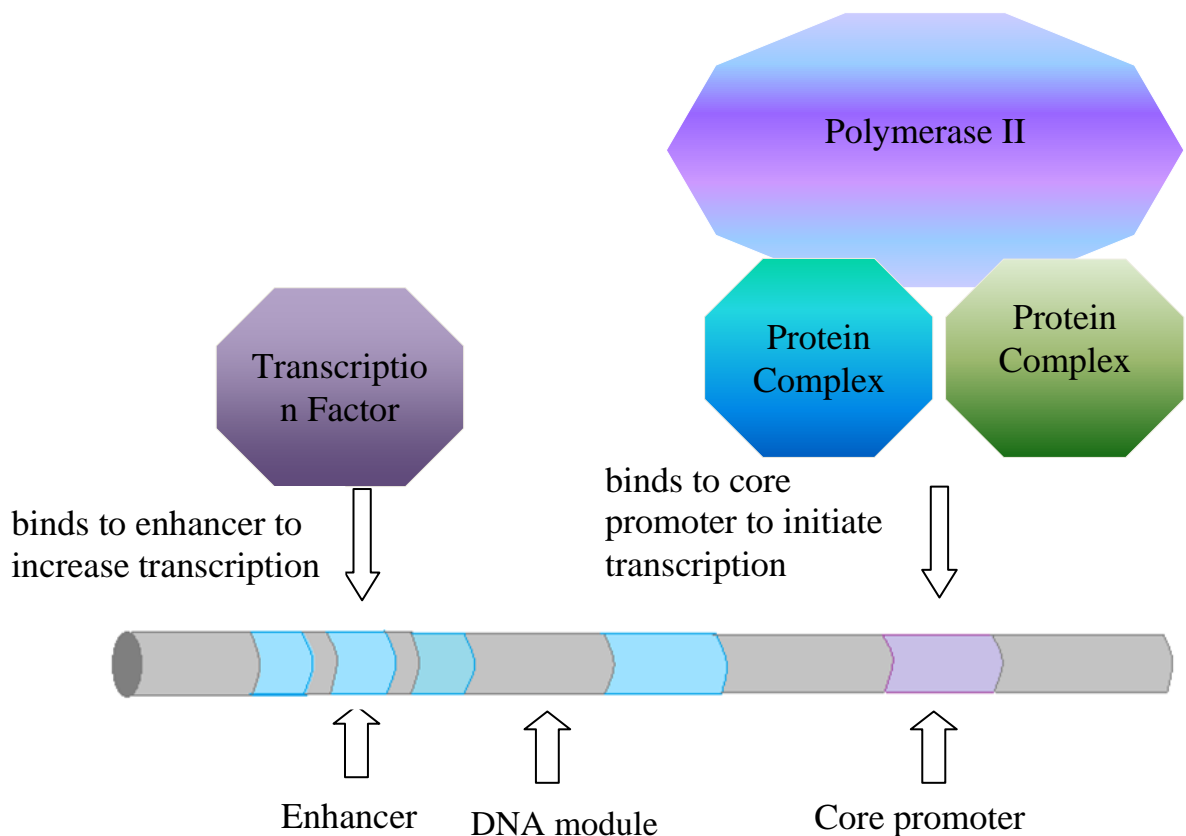 Polymerase II
Protein
Complex
Protein
Complex
Transcriptio
n Factor
binds to core
promoter to initiate
transcription
binds to enhancer to
increase transcription
Enhancer
DNA module
Core promoter